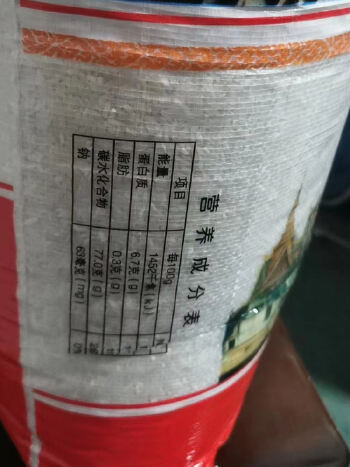 营养成分表
项目 每100g
能量 1452千焦(kJ)
蛋白质 6.7克(g)
脂肪 0.3克(g)
碳水化合物 77.0克(g)
钠 63毫克(mg)